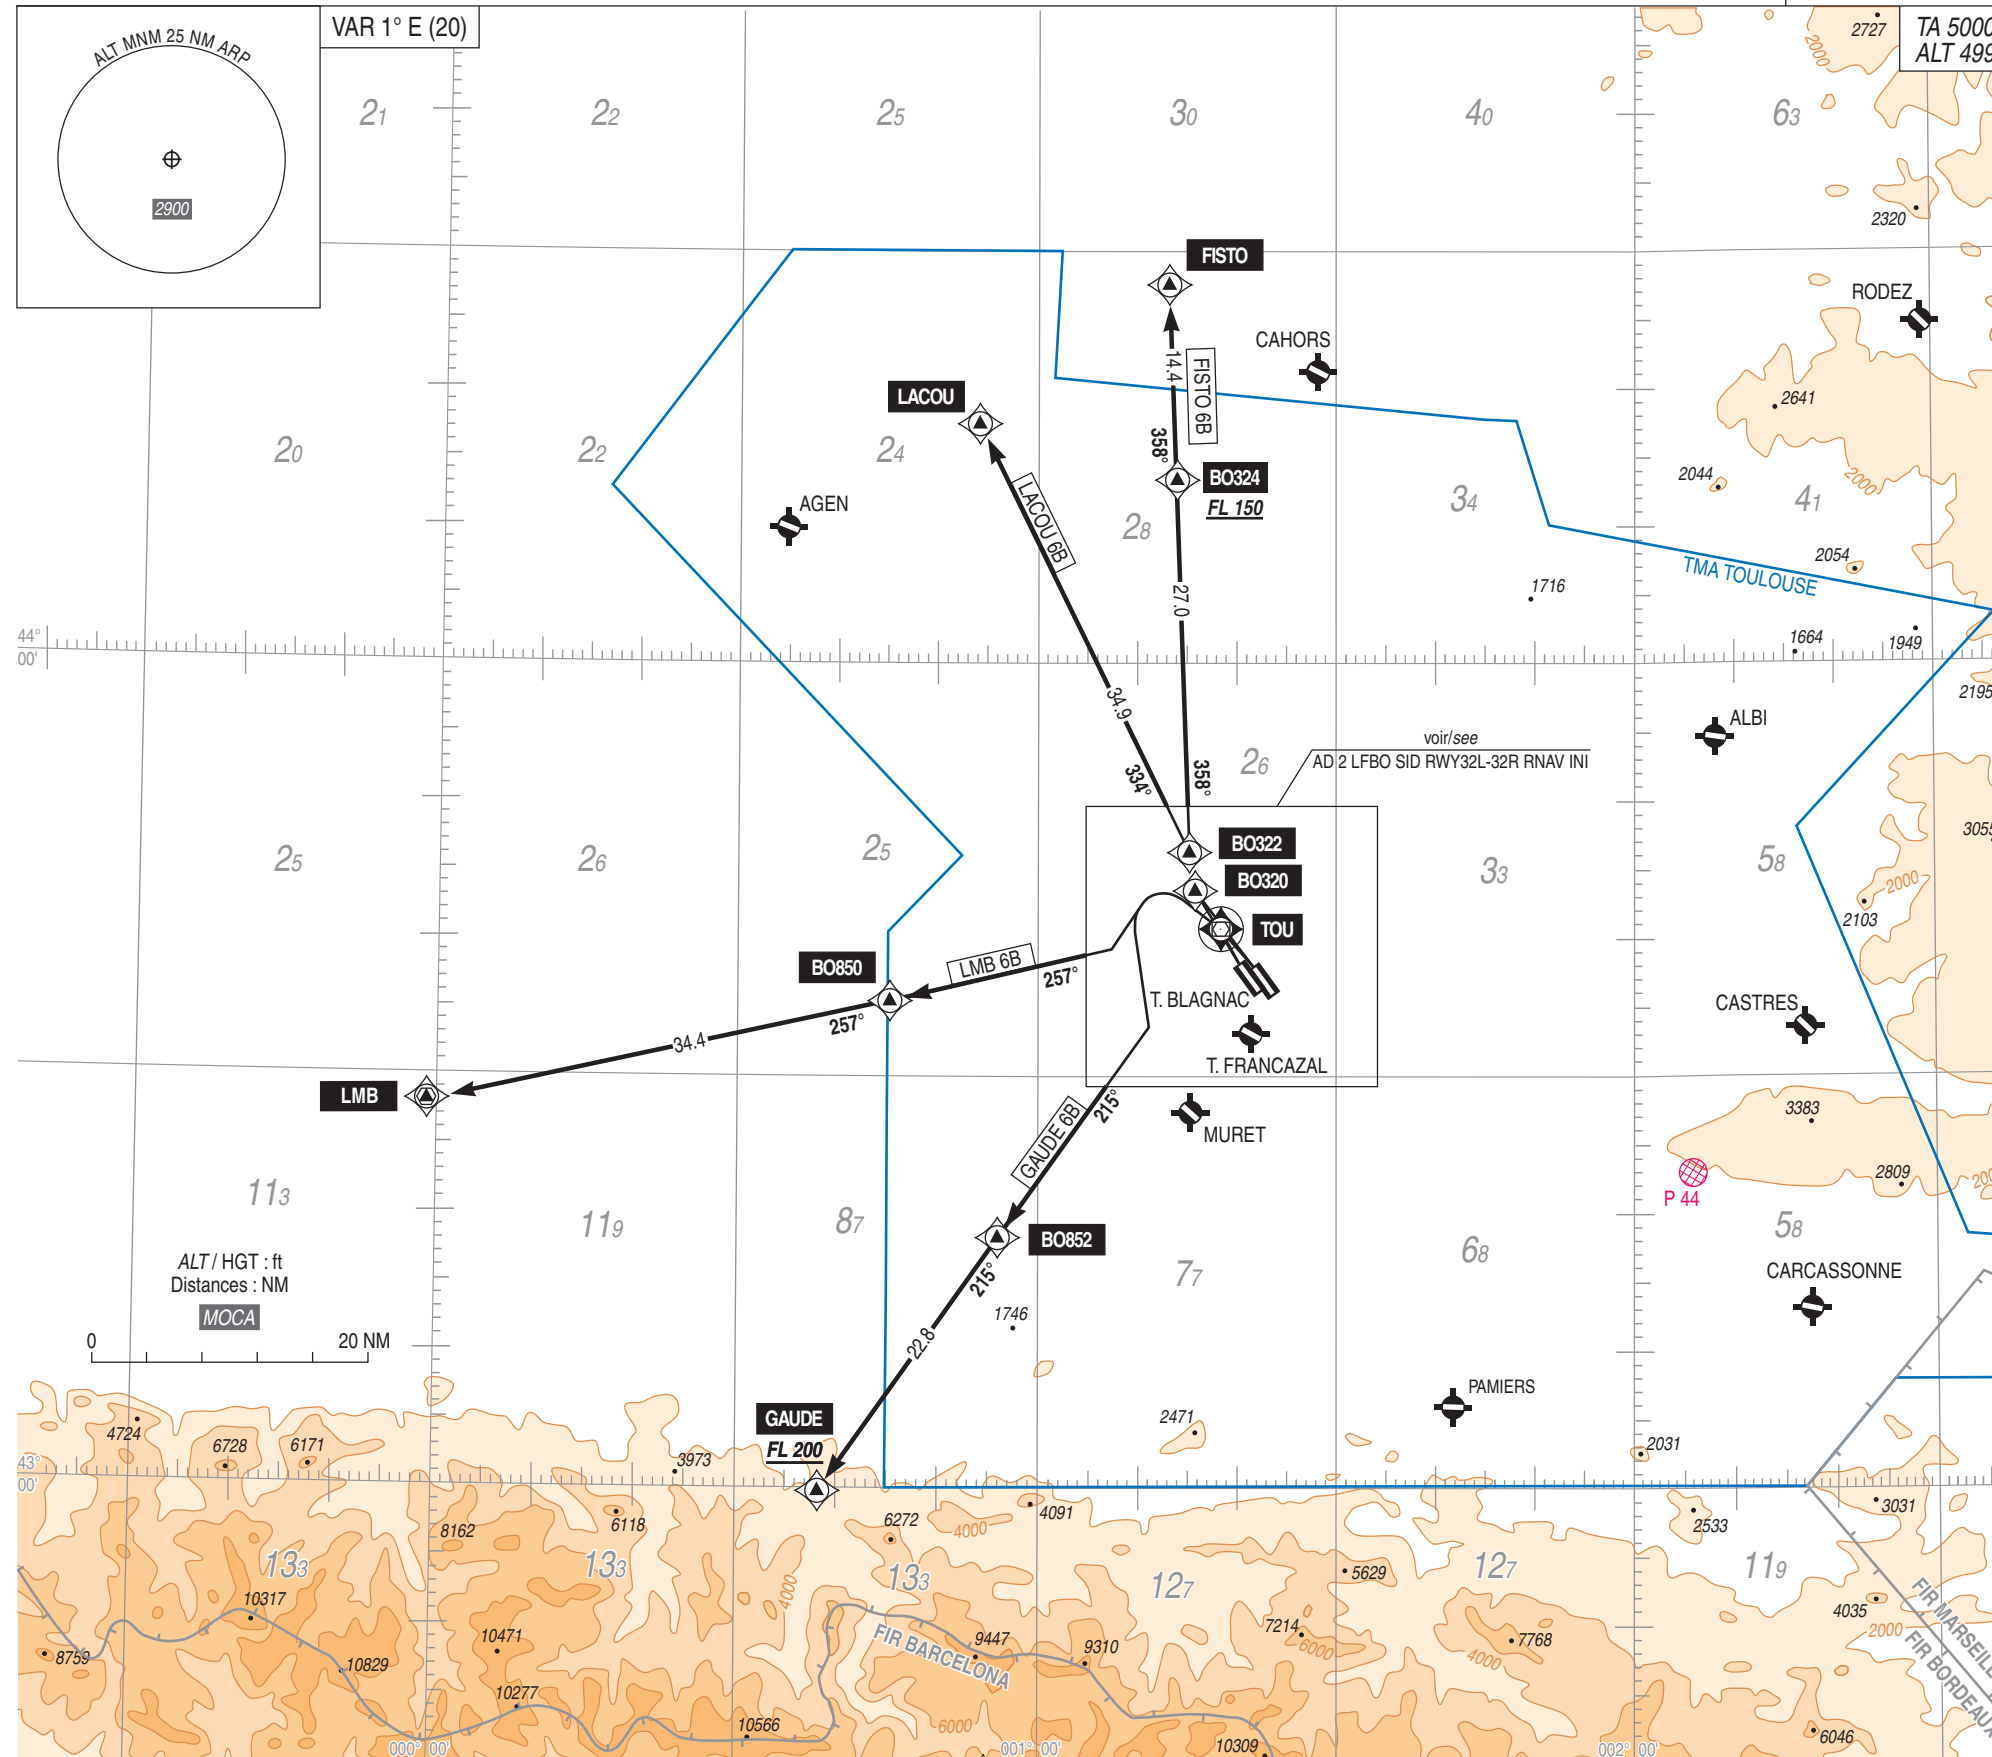 ALT MNM 25 NM ARP
2900
VAR 1° E (20)
2727
2000
TA 5000
ALT 499
21
22
25
30
40
63
2320
FISTO
RODEZ
CAHORS
14.4
FISTO 6B
LACOU
2641
20
22
24
358°
BO324
FL 150
2044
2000
34
41
AGEN
LACOU 6B
28
2054
TMA TOULOUSE
1716
27.0
44°
00'
1664
1949
2195
34.9
ALBI
voir/see
AD 2 LFBO SID RWY32L-32R RNAV INI
26
334°
358°
3055
25
26
25
BO322
33
58
BO320
2000
2103
TOU
BO850
LMB 6B
257°
T. BLAGNAC
CASTRES
257°
34.4
T. FRANCAZAL
LMB
215°
GAUDE 6B
MURET
3383
2809
200
P 44
113
119
87
BO852
77
68
58
ALT / HGT : ft
Distances : NM
MOCA
0
20 NM
215°
1746
22.8
CARCASSONNE
PAMIERS
GAUDE
FL 200
2471
2031
4724
6728
6171
3973
43°
00'
8162
6118
6272
4000
4091
2533
3031
133
133
133
127
127
119
4000
5629
10317
10471
7214
6000
7768
4000
4035
2000
FIR MARSEILLE
FIR BORDEAUX
8759
10829
9447
9310
FIR BARCELONA
10277
10566
6000
10309
6046
000° 00'
001° 00'
002° 00'